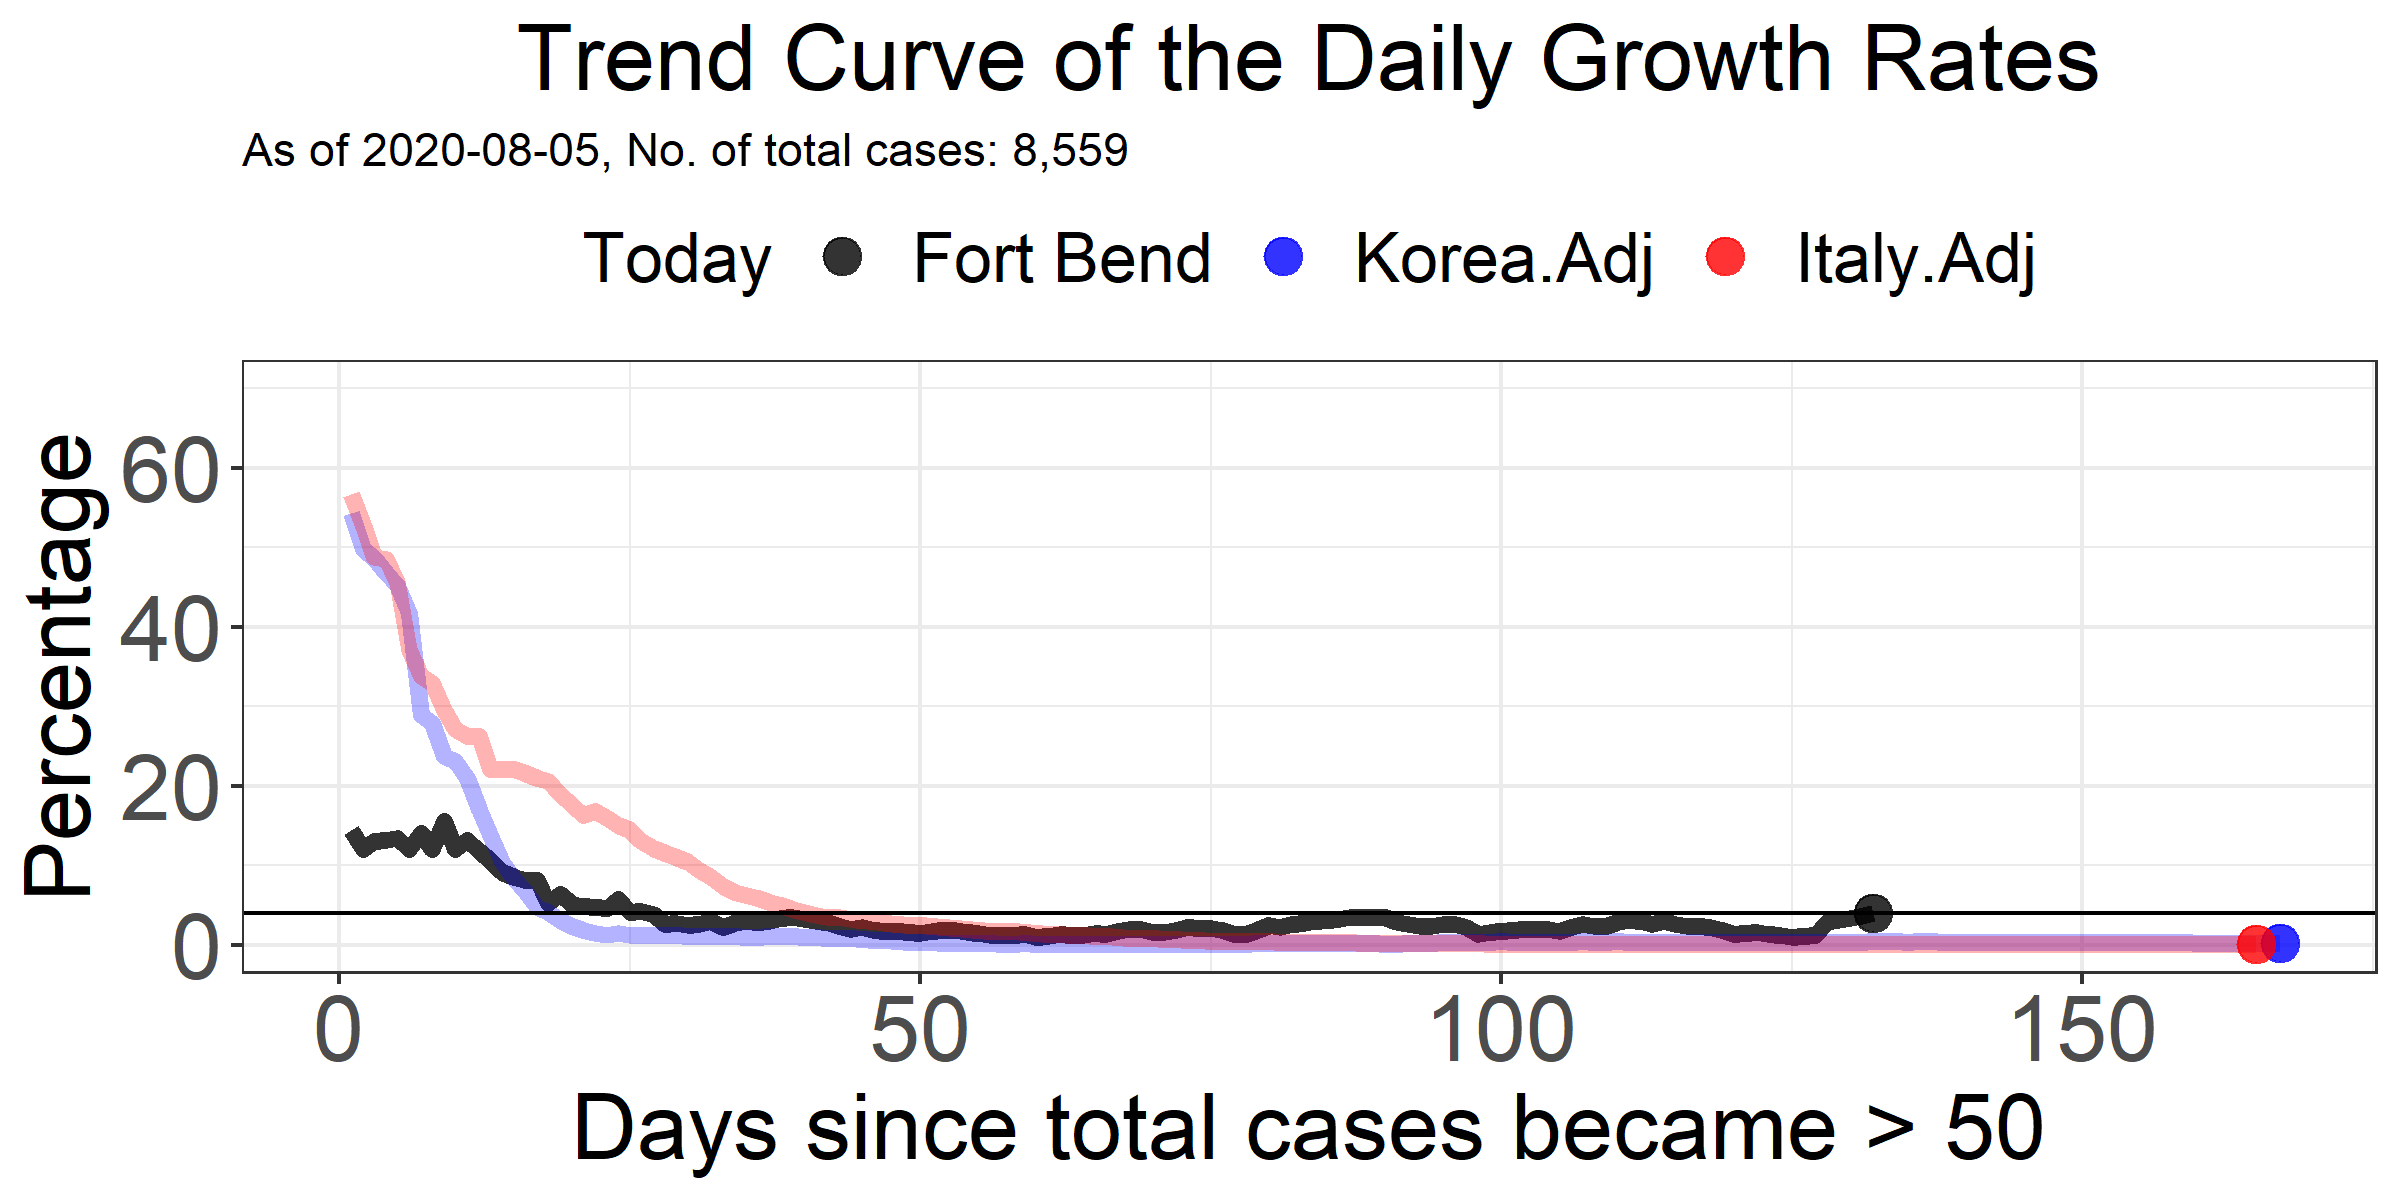 Trend Curve of the Daily Growth Rates
As of 2020-08-05, No. of total cases: 8,559
Today Fort Bend Korea.Adj Italy.Adj
Percentage
60
40
20
0
0 50 100 150
Days since total cases became > 50